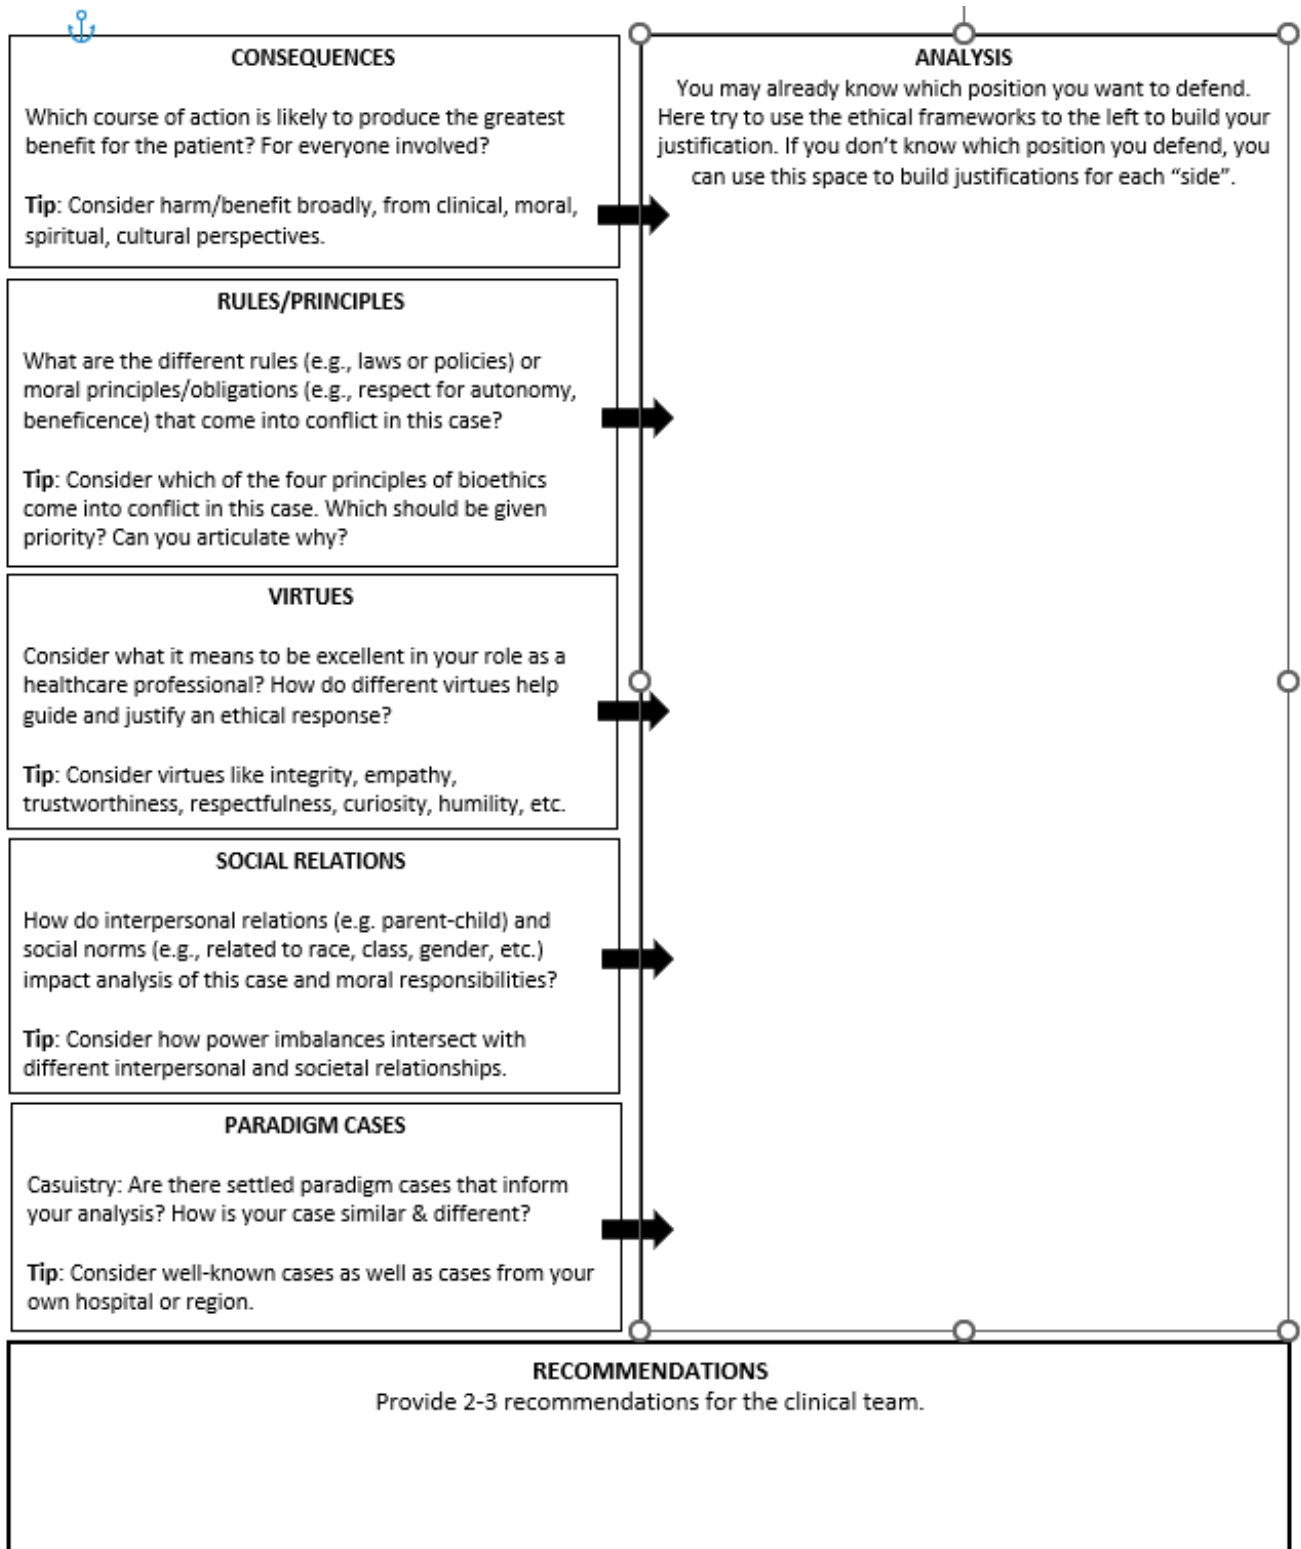 CONSEQUENCES
Which course of action is likely to produce the greatest
benefit for the patient? For everyone involved?
Tip: Consider harm/benefit broadly, from clinical, moral,
spiritual, cultural perspectives.
RULES/PRINCIPLES
What are the different rules (e.g., laws or policies) or
moral principles/obligations (e.g., respect for autonomy,
beneficence) that come into conflict in this case?
Tip: Consider which of the four principles of bioethics
come into conflict in this case. Which should be given
priority? Can you articulate why?
VIRTUES
Consider what it means to be excellent in your role as a
healthcare professional? How do different virtues help
guide and justify an ethical response?
Tip: Consider virtues like integrity, empathy,
trustworthiness, respectfulness, curiosity, humility, etc.
SOCIAL RELATIONS
How do interpersonal relations (e.g. parent-child) and
social norms (e.g., related to race, class, gender, etc.)
impact analysis of this case and moral responsibilities?
Tip: Consider how power imbalances intersect with
different interpersonal and societal relationships.
PARADIGM CASES
Casuistry: Are there settled paradigm cases that inform
your analysis? How is your case similar & different?
Tip: Consider well-known cases as well as cases from your
own hospital or region.
ANALYSIS
You may already know which position you want to defend.
Here try to use the ethical frameworks to the left to build your
justification. If you don't know which position you defend, you
can use this space to build justifications for each "side".
RECOMMENDATIONS
Provide 2-3 recommendations for the clinical team.